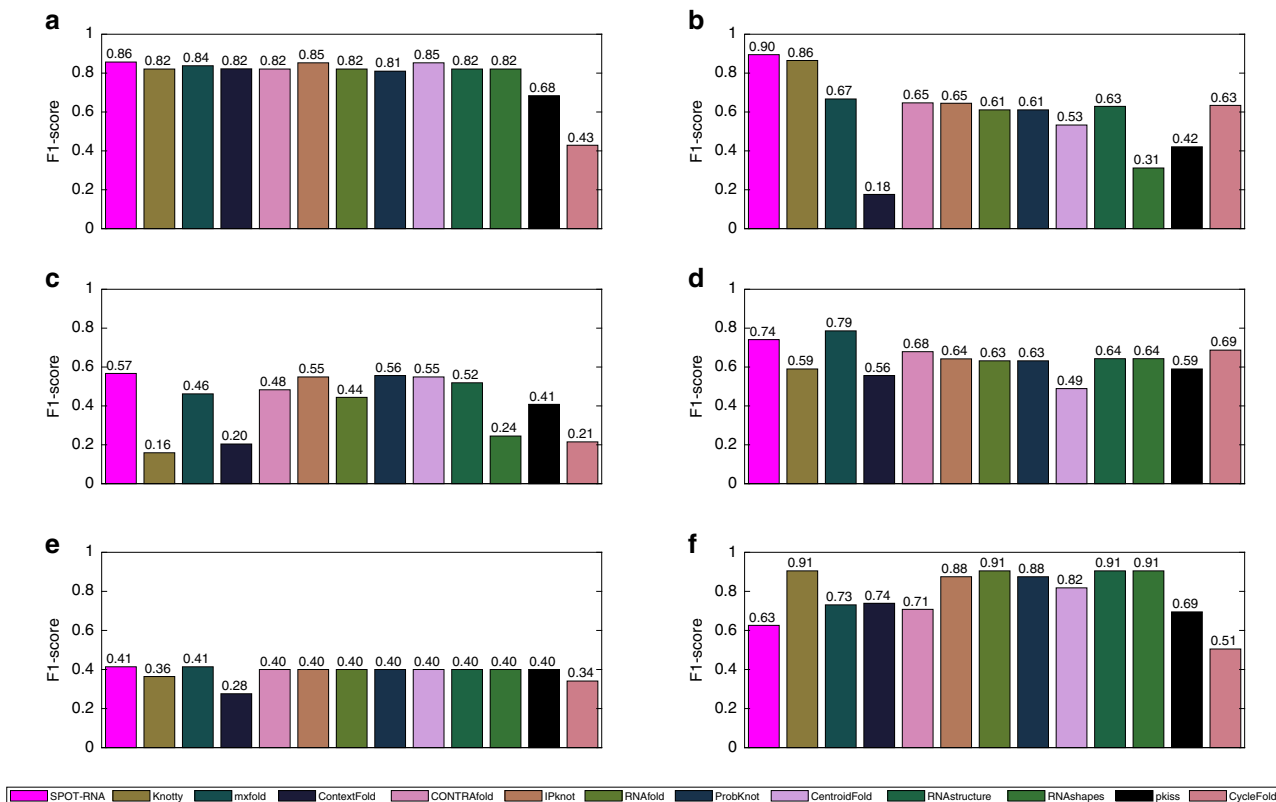 a
1
0.8
0.6
0.4
0.2
0
F1-score
0.86 0.82 0.84 0.82 0.82 0.85 0.82 0.81 0.85 0.82 0.82 0.68 0.43
b
1
0.8
0.6
0.4
0.2
0
F1-score
0.90 0.86 0.67 0.18 0.65 0.65 0.61 0.61 0.53 0.63 0.31 0.42 0.63
c
1
0.8
0.6
0.4
0.2
0
F1-score
0.57 0.16 0.46 0.20 0.48 0.55 0.44 0.56 0.55 0.52 0.24 0.41 0.21
d
1
0.8
0.6
0.4
0.2
0
F1-score
0.74 0.59 0.79 0.56 0.68 0.64 0.63 0.63 0.49 0.64 0.64 0.59 0.69
e
1
0.8
0.6
0.4
0.2
0
F1-score
0.41 0.36 0.41 0.28 0.40 0.40 0.40 0.40 0.40 0.40 0.40 0.40 0.34
f
1
0.8
0.6
0.4
0.2
0
F1-score
0.63 0.91 0.73 0.74 0.71 0.88 0.91 0.88 0.82 0.91 0.91 0.69 0.51
SPOT-RNA Knotty mxfold ContextFold CONTRAfold IPknot RNAfold ProbKnot CentroidFold RNAstructure RNAshapes pkiss CycleFold